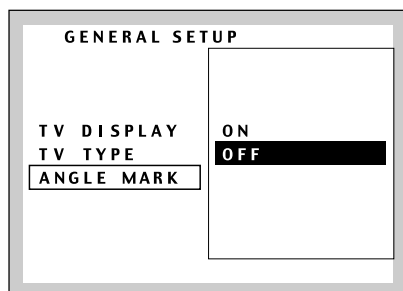 GENERAL SETUP
TV DISPLAY
TV TYPE
ANGLE MARK
ON
OFF